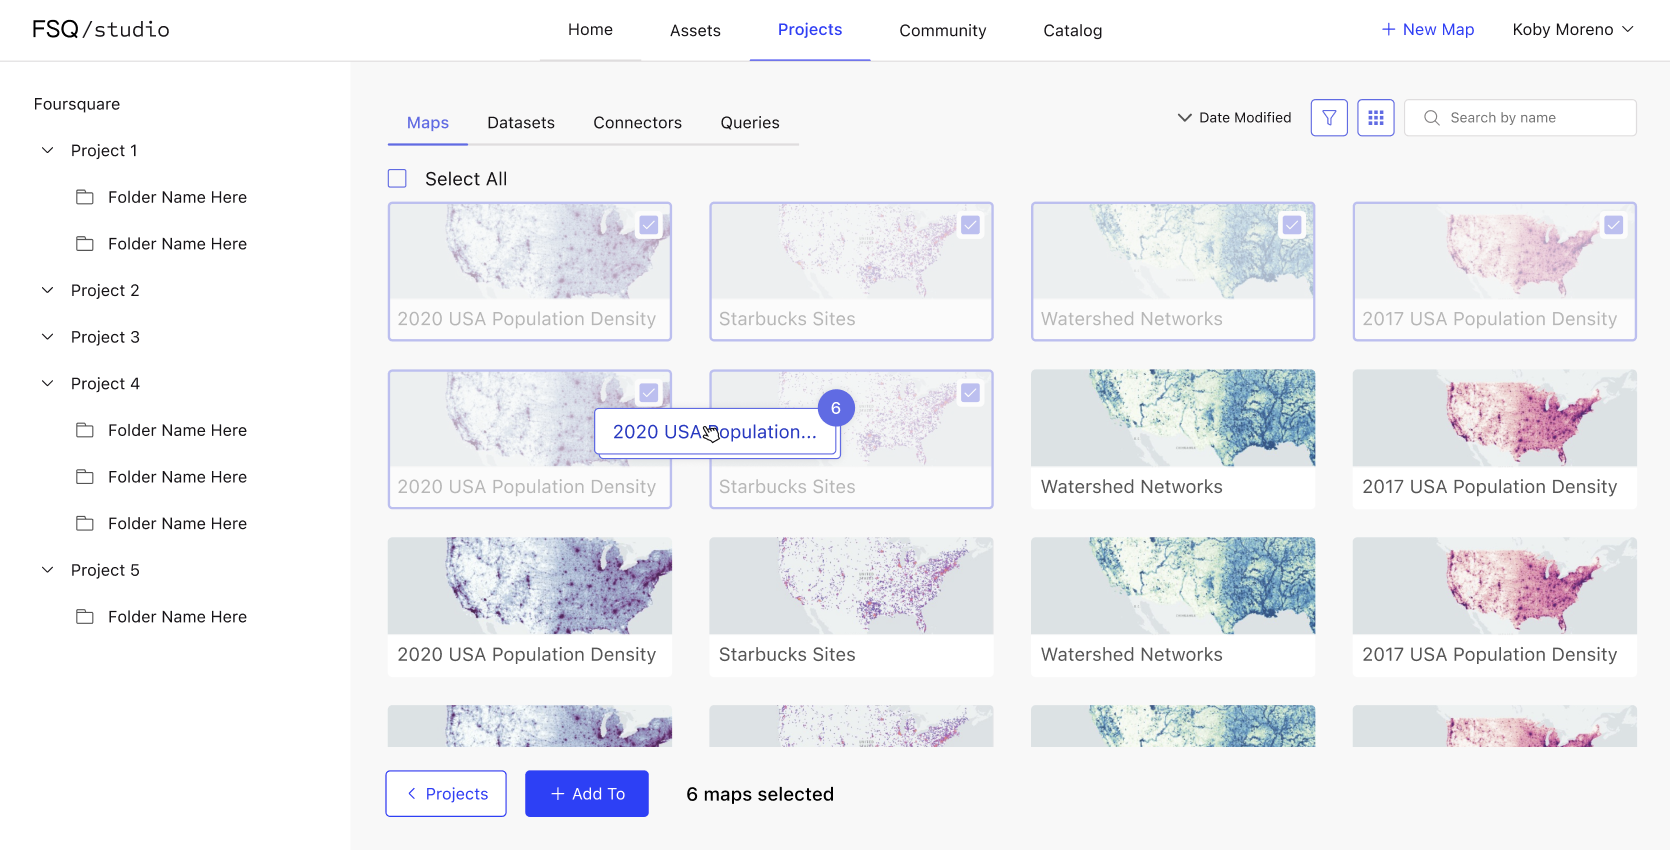 FSQ/studio
Home
Assets
Projects
Community
Catalog
+ New Map
Koby Moreno
Foursquare
Project 1
Folder Name Here
Folder Name Here
Project 2
Project 3
Project 4
Folder Name Here
Folder Name Here
Folder Name Here
Project 5
Folder Name Here
Maps
Datasets
Connectors
Queries
Date Modified
Search by name
Select All
2020 USA Population Density
Starbucks Sites
Watershed Networks
2017 USA Population Density
6
2020 USA Population...
2020 USA Population Density
Starbucks Sites
Watershed Networks
2017 USA Population Density
2020 USA Population Density
Starbucks Sites
Watershed Networks
2017 USA Population Density
Projects
+ Add To
6 maps selected